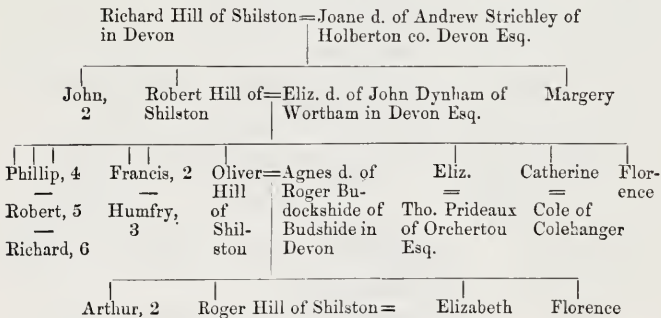 Richard Hill of Shilston=Joane d. of Andrew Strichley of
in Devon Holberton co. Devon Esq.
John, 2 Robert Hill of Shilston=Eliz. d. of John Dynham of Wortham in Devon Esq. Margery
Phillip, 4
—
Robert, 5
—
Richard, 6
Francis, 2
—
Humfry,
3
Oliver=
Hill
of
Shil-
ston
Agnes d. of
Roger Bu-
dockshide of
Budshide in
Devon
Eliz.
=
Tho. Prideaux
of Orchertou
Esq.
Catherine
=
Cole of
Colehanger
Flor-
ence
Arthur, 2 Roger Hill of Shilston= Elizabeth Florence